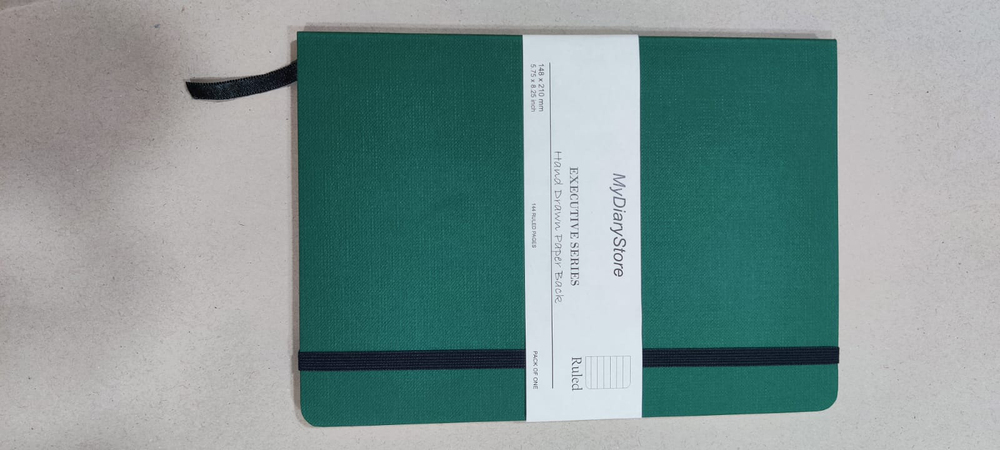 MyDiaryStore
EXECUTIVE SERIES
Hand Drawn Paper Back
Ruled
148 x 210 mm
5.75 x 8.25 inch
144 RULED PAGES
PACK OF ONE